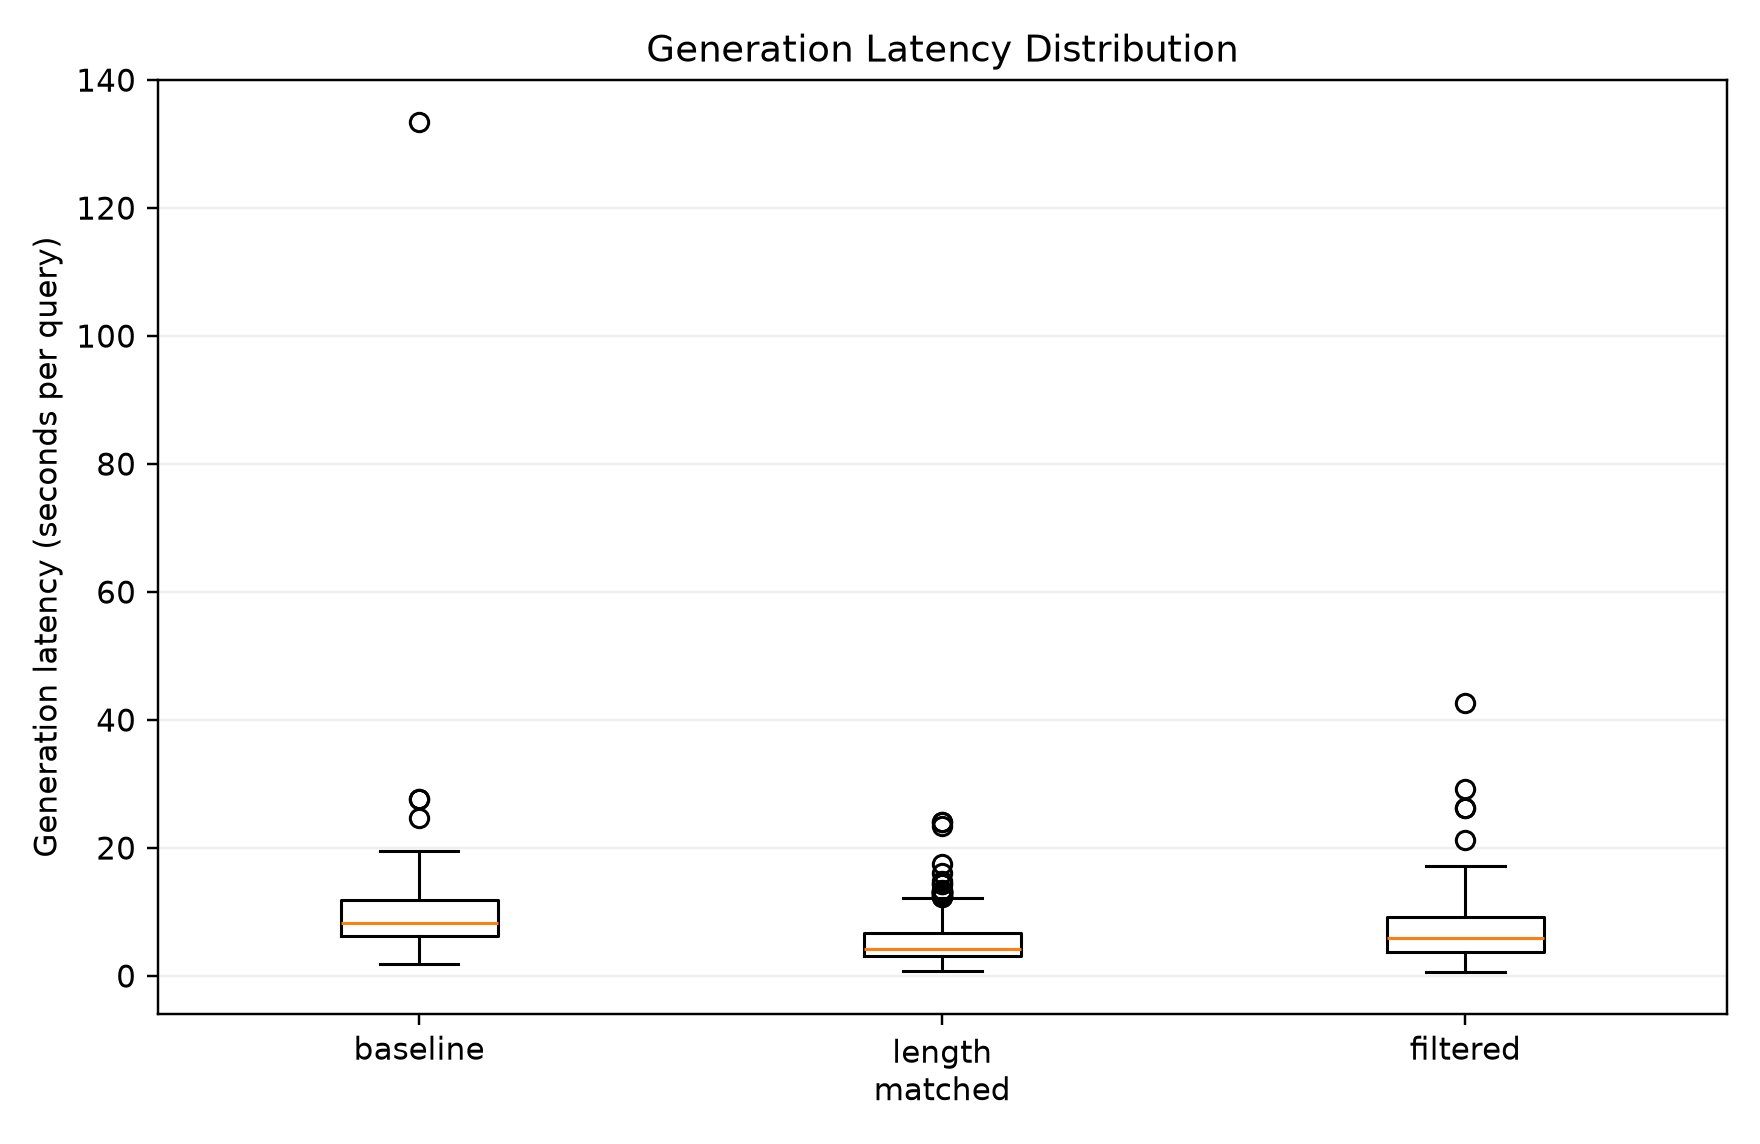 Generation Latency Distribution
Generation latency (seconds per query)
140
120
100
80
60
40
20
0
baseline
length
matched
filtered